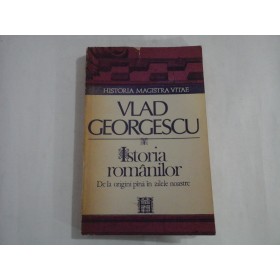 HISTORIA MAGISTRA VITAE
VLAD
GEORGESCU
Istoria
românilor
De la origini pînă în zilele noastre